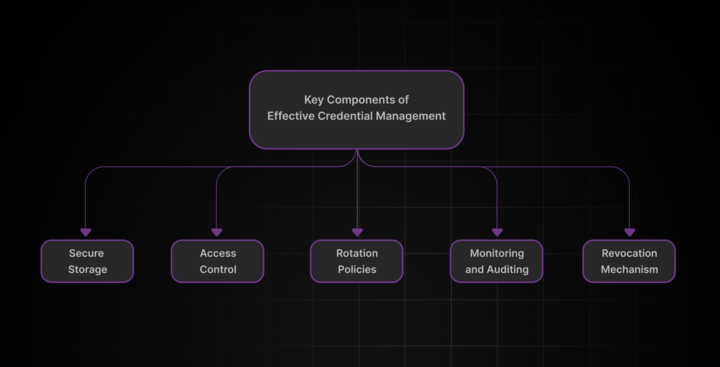 Key Components of
Effective Credential Management
Secure
Storage
Access
Control
Rotation
Policies
Monitoring
and Auditing
Revocation
Mechanism